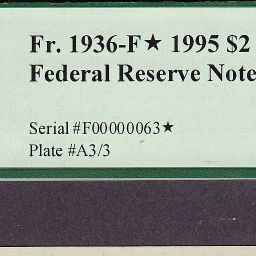 Fr. 1936-F★ 1995 $2
Federal Reserve Note
Serial #F00000063★
Plate #A3/3